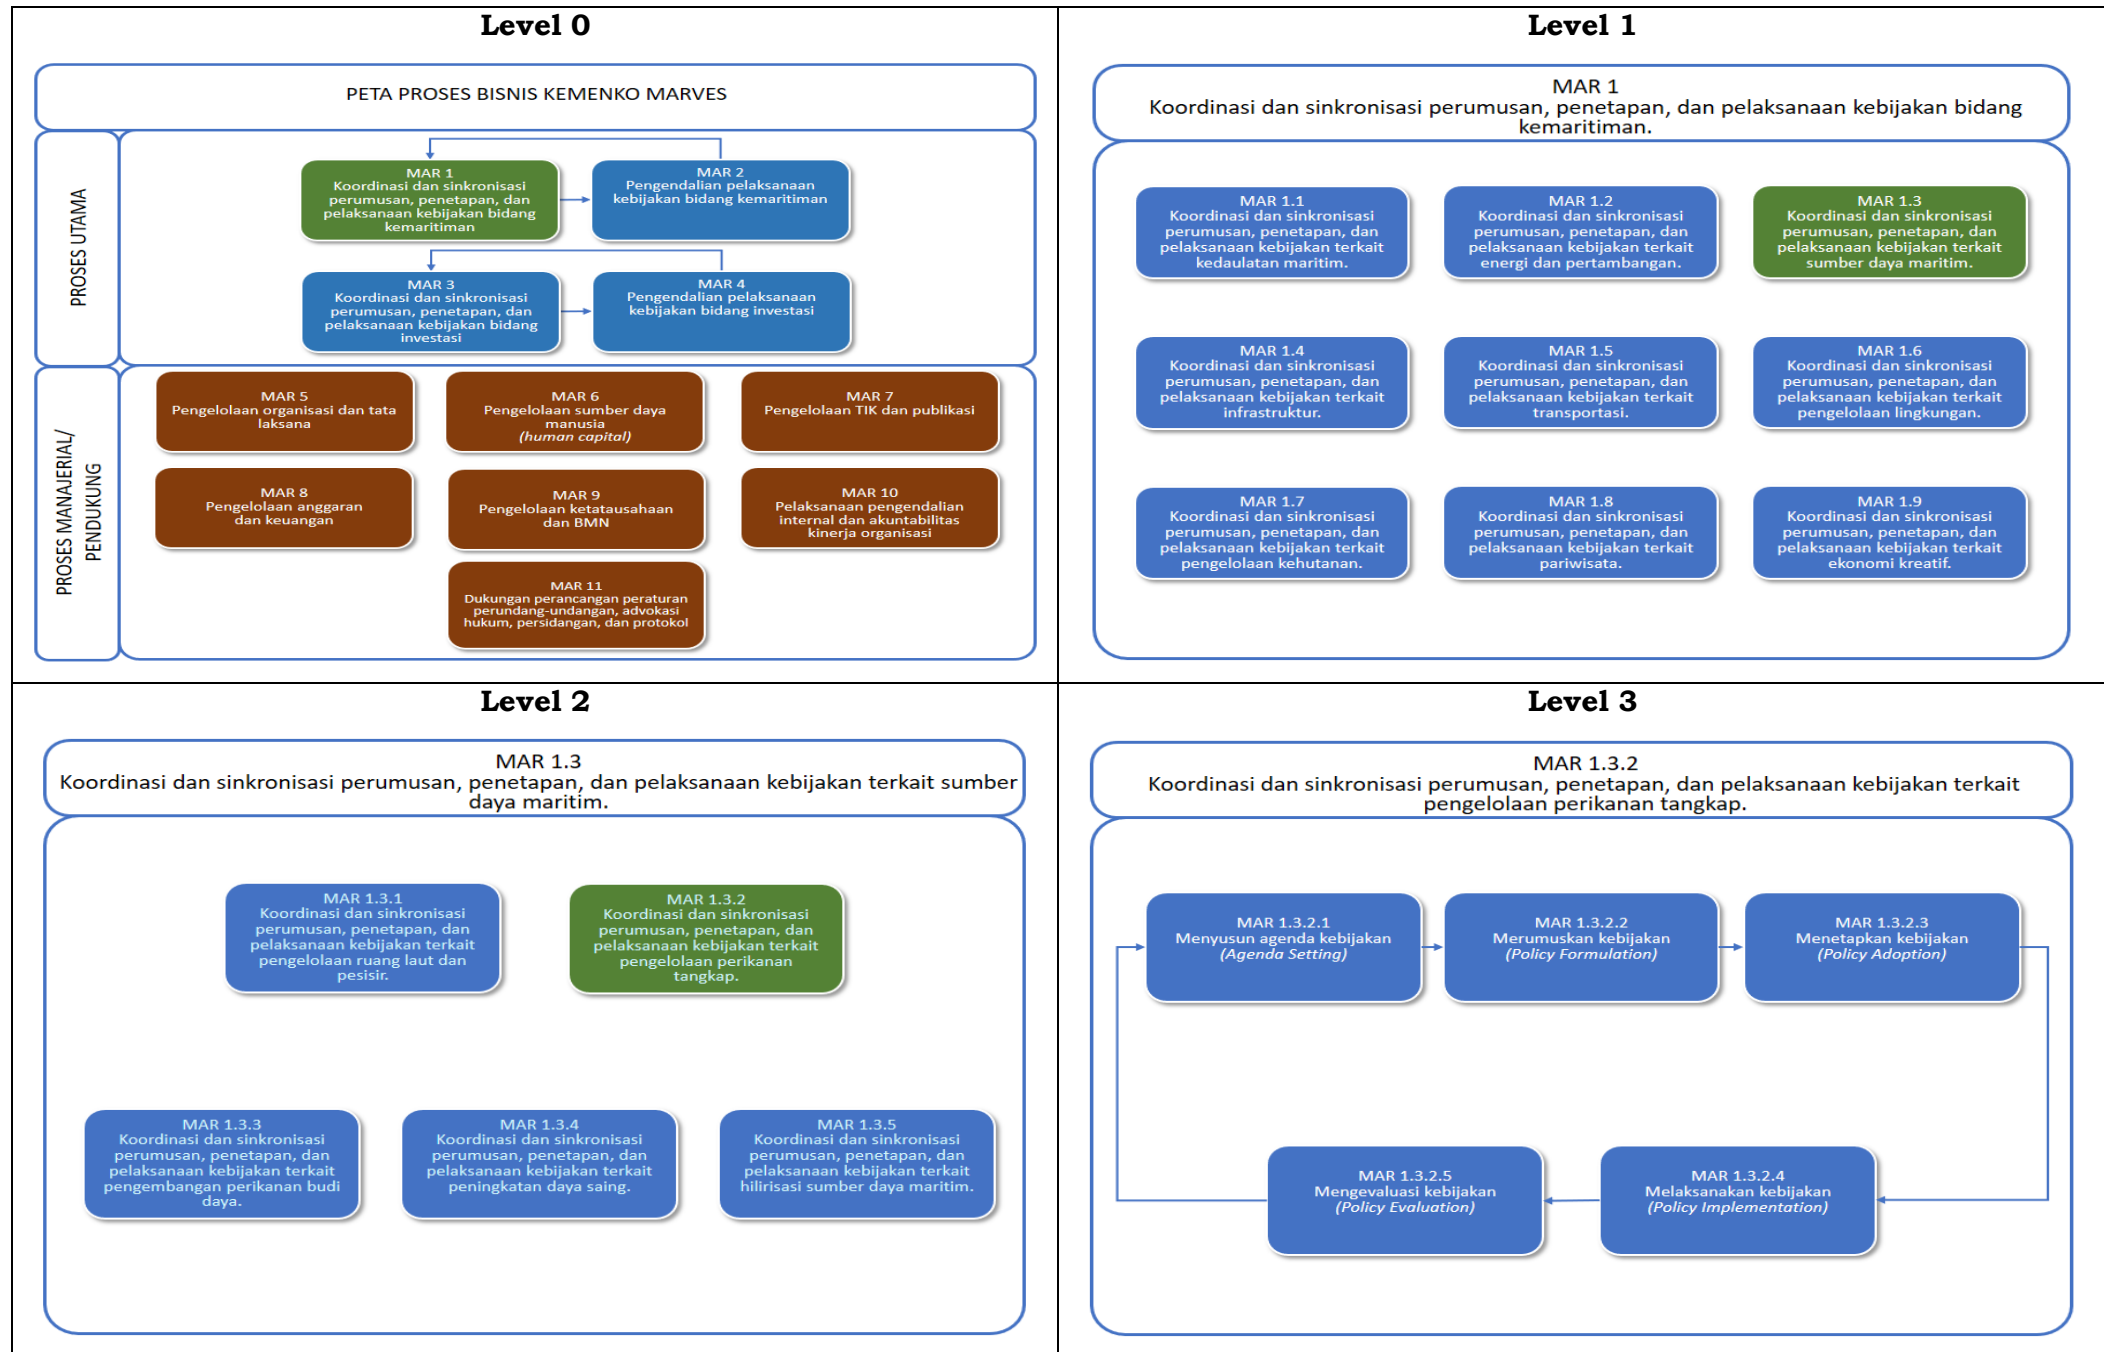 Level 0
PETA PROSES BISNIS KEMENKO MARVES
PROSES UTAMA
MAR 1
Koordinasi dan sinkronisasi
perumusan, penetapan, dan
pelaksanaan kebijakan bidang
kemaritiman
MAR 2
Pengendalian pelaksanaan
kebijakan bidang kemaritiman
MAR 3
Koordinasi dan sinkronisasi
perumusan, penetapan, dan
pelaksanaan kebijakan bidang
investasi
MAR 4
Pengendalian pelaksanaan
kebijakan bidang investasi
PROSES MANAJERIAL/
PENDUKUNG
MAR 5
Pengelolaan organisasi dan tata
laksana
MAR 6
Pengelolaan sumber daya
manusia
(human capital)
MAR 7
Pengelolaan TIK dan publikasi
MAR 8
Pengelolaan anggaran
dan keuangan
MAR 9
Pengelolaan ketatausahaan
dan BMN
MAR 10
Pelaksanaan pengendalian
internal dan akuntabilitas
kinerja organisasi
MAR 11
Dukungan perancangan peraturan
perundang-undangan, advokasi
hukum, persidangan, dan protokol
Level 1
MAR 1
Koordinasi dan sinkronisasi perumusan, penetapan, dan pelaksanaan kebijakan bidang
kemaritiman.
MAR 1.1
Koordinasi dan sinkronisasi
perumusan, penetapan, dan
pelaksanaan kebijakan terkait
kedaulatan maritim.
MAR 1.2
Koordinasi dan sinkronisasi
perumusan, penetapan, dan
pelaksanaan kebijakan terkait
energi dan pertambangan.
MAR 1.3
Koordinasi dan sinkronisasi
perumusan, penetapan, dan
pelaksanaan kebijakan terkait
sumber daya maritim.
MAR 1.4
Koordinasi dan sinkronisasi
perumusan, penetapan, dan
pelaksanaan kebijakan terkait
infrastruktur.
MAR 1.5
Koordinasi dan sinkronisasi
perumusan, penetapan, dan
pelaksanaan kebijakan terkait
transportasi.
MAR 1.6
Koordinasi dan sinkronisasi
perumusan, penetapan, dan
pelaksanaan kebijakan terkait
pengelolaan lingkungan.
MAR 1.7
Koordinasi dan sinkronisasi
perumusan, penetapan, dan
pelaksanaan kebijakan terkait
pengelolaan kehutanan.
MAR 1.8
Koordinasi dan sinkronisasi
perumusan, penetapan, dan
pelaksanaan kebijakan terkait
pariwisata.
MAR 1.9
Koordinasi dan sinkronisasi
perumusan, penetapan, dan
pelaksanaan kebijakan terkait
ekonomi kreatif.
Level 2
MAR 1.3
Koordinasi dan sinkronisasi perumusan, penetapan, dan pelaksanaan kebijakan terkait sumber
daya maritim.
MAR 1.3.1
Koordinasi dan sinkronisasi
perumusan, penetapan, dan
pelaksanaan kebijakan terkait
pengelolaan ruang laut dan
pesisir.
MAR 1.3.2
Koordinasi dan sinkronisasi
perumusan, penetapan, dan
pelaksanaan kebijakan terkait
pengelolaan perikanan
tangkap.
MAR 1.3.3
Koordinasi dan sinkronisasi
perumusan, penetapan, dan
pelaksanaan kebijakan terkait
pengembangan perikanan budi
daya.
MAR 1.3.4
Koordinasi dan sinkronisasi
perumusan, penetapan, dan
pelaksanaan kebijakan terkait
peningkatan daya saing.
MAR 1.3.5
Koordinasi dan sinkronisasi
perumusan, penetapan, dan
pelaksanaan kebijakan terkait
hilirisasi sumber daya maritim.
Level 3
MAR 1.3.2
Koordinasi dan sinkronisasi perumusan, penetapan, dan pelaksanaan kebijakan terkait
pengelolaan perikanan tangkap.
MAR 1.3.2.1
Menyusun agenda kebijakan
(Agenda Setting)
MAR 1.3.2.2
Merumuskan kebijakan
(Policy Formulation)
MAR 1.3.2.3
Menetapkan kebijakan
(Policy Adoption)
MAR 1.3.2.5
Mengevaluasi kebijakan
(Policy Evaluation)
MAR 1.3.2.4
Melaksanakan kebijakan
(Policy Implementation)